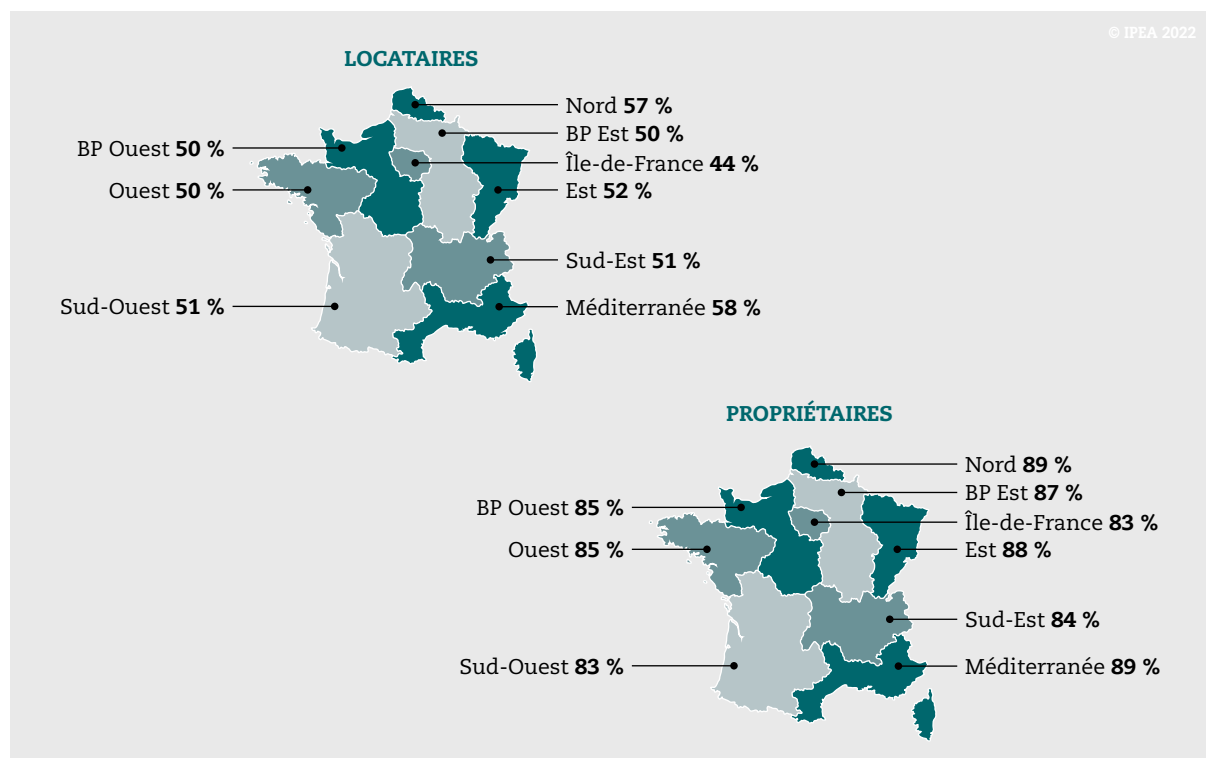 © IPEA 2022
LOCATAIRES
Nord 57 %
BP Est 50 %
BP Ouest 50 %
Île-de-France 44 %
Ouest 50 %
Est 52 %
Sud-Est 51 %
Sud-Ouest 51 %
Méditerranée 58 %
PROPRIÉTAIRES
Nord 89 %
BP Est 87 %
BP Ouest 85 %
Île-de-France 83 %
Ouest 85 %
Est 88 %
Sud-Est 84 %
Sud-Ouest 83 %
Méditerranée 89 %